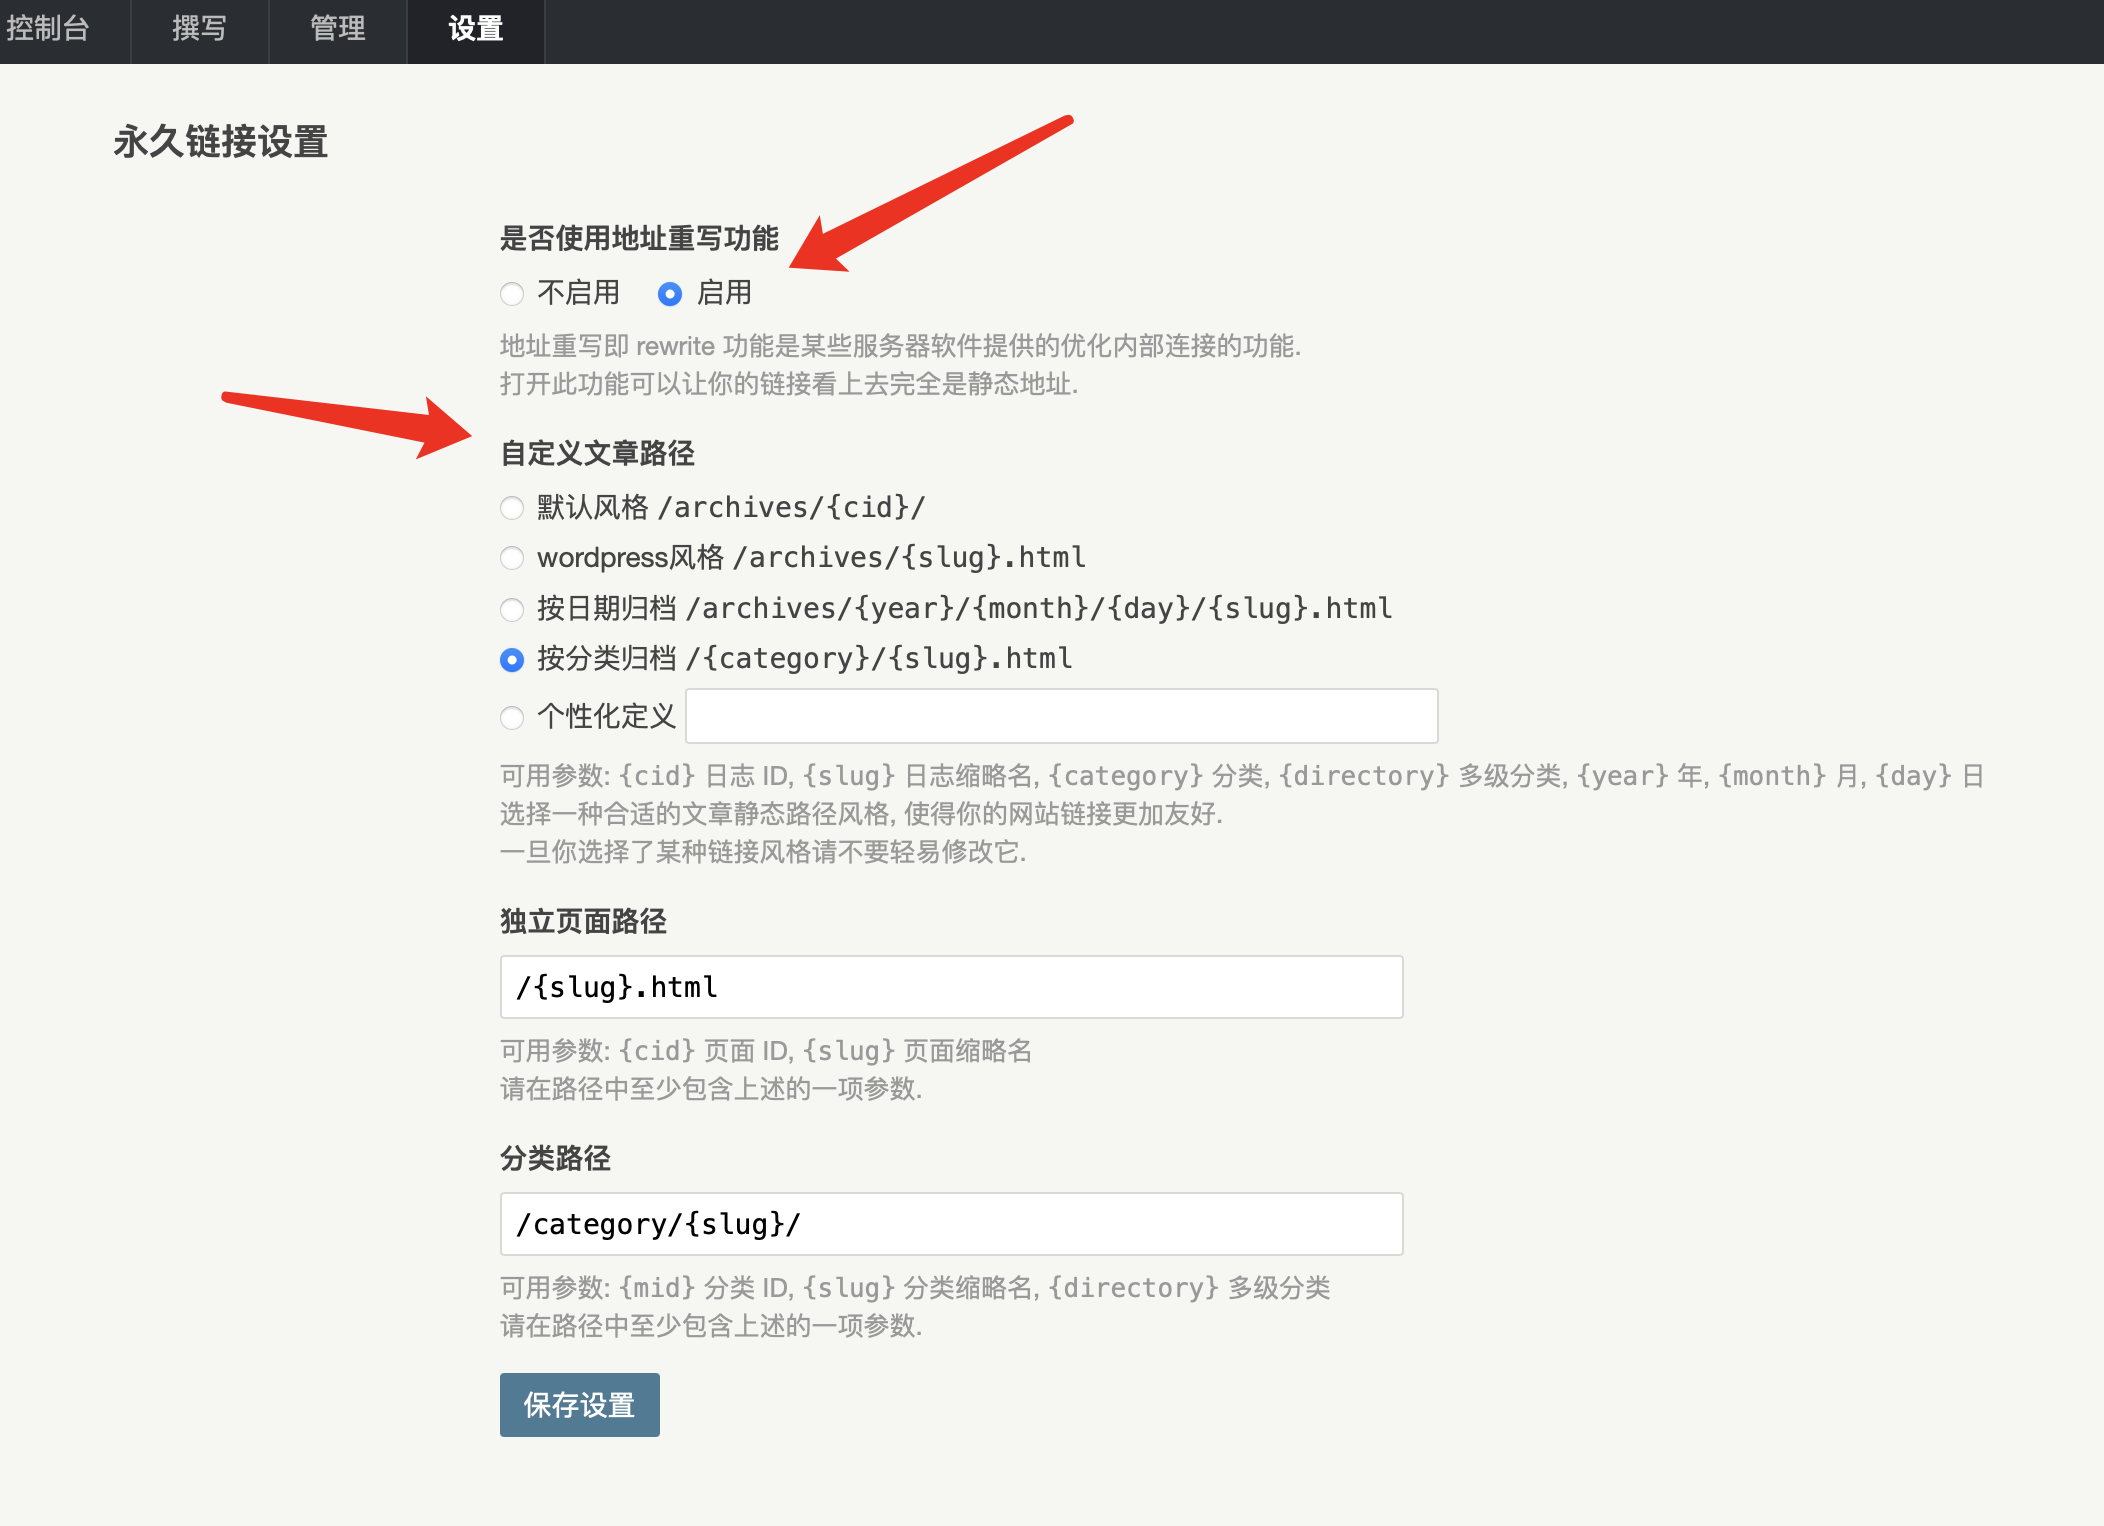 控制台 撰写 管理 设置
永久链接设置
是否使用地址重写功能
不启用 启用
地址重写即 rewrite 功能是某些服务器软件提供的优化内部连接的功能.
打开此功能可以让你的链接看上去完全是静态地址.
自定义文章路径
默认风格 /archives/{cid}/
wordpress风格 /archives/{slug}.html
按日期归档 /archives/{year}/{month}/{day}/{slug}.html
按分类归档 /{category}/{slug}.html
个性化定义
可用参数: {cid} 日志 ID, {slug} 日志缩略名, {category} 分类, {directory} 多级分类, {year} 年, {month} 月, {day} 日
选择一种合适的文章静态路径风格, 使得你的网站链接更加友好.
一旦你选择了某种链接风格请不要轻易修改它.
独立页面路径
/{slug}.html
可用参数: {cid} 页面 ID, {slug} 页面缩略名
请在路径中至少包含上述的一项参数.
分类路径
/category/{slug}/
可用参数: {mid} 分类 ID, {slug} 分类缩略名, {directory} 多级分类
请在路径中至少包含上述的一项参数.
保存设置